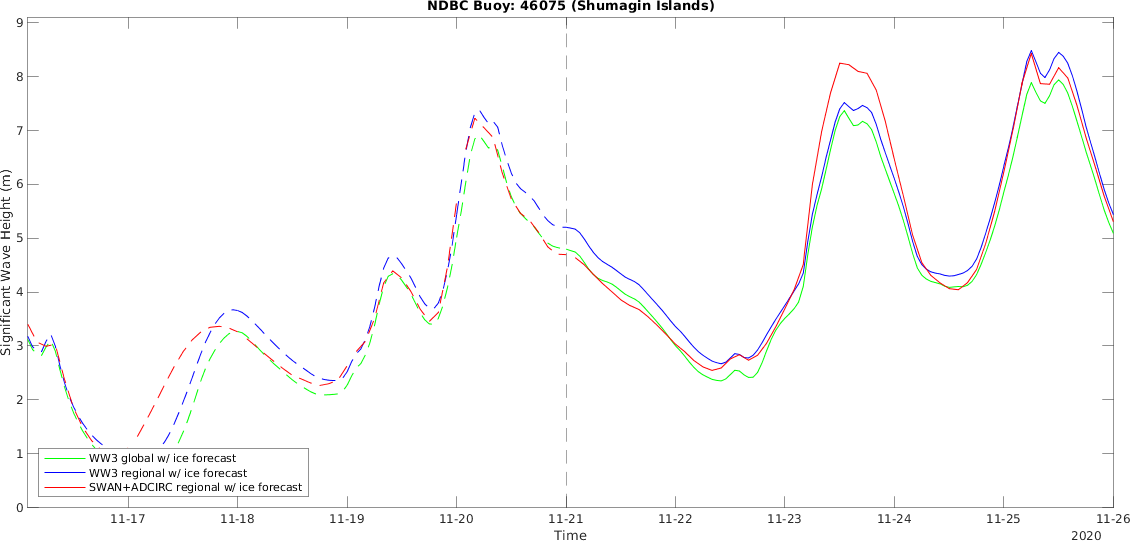 NDBC Buoy: 46075 (Shumagin Islands)
9
8
7
6
5
4
3
2
1
0
Significant Wave Height (m)
WW3 global w/ ice forecast
WW3 regional w/ ice forecast
SWAN+ADCIRC regional w/ ice forecast
11-17 11-18 11-19 11-20 11-21 11-22 11-23 11-24 11-25 11-26
Time
2020